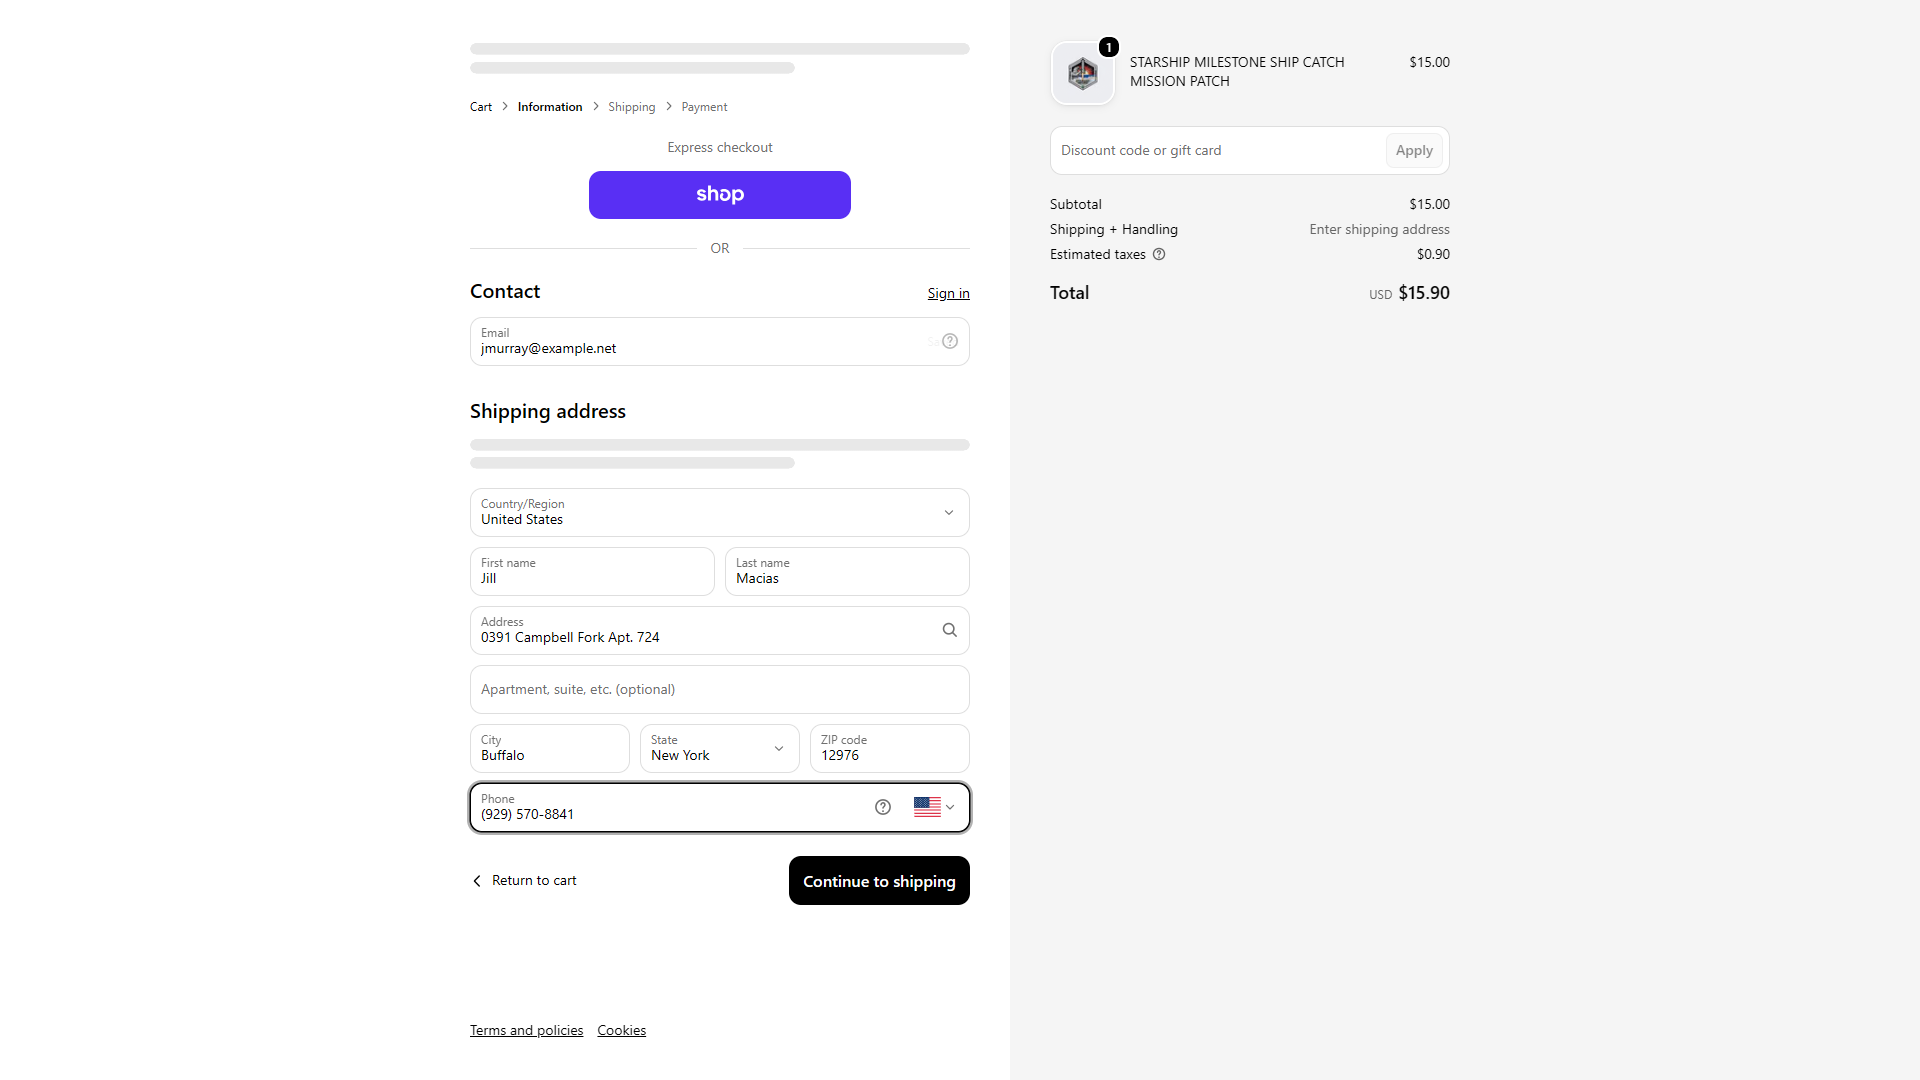 Cart > Information > Shipping > Payment
Express checkout
shop
OR
Contact
Sign in
Email
jmurray@example.net
Shipping address
Country/Region
United States
First name
Jill
Last name
Macias
Address
0391 Campbell Fork Apt. 724
Apartment, suite, etc. (optional)
City
Buffalo
State
New York
ZIP code
12976
Phone
(929) 570-8841
Return to cart
Continue to shipping
Terms and policies
Cookies
1
STARSHIP MILESTONE SHIP CATCH
MISSION PATCH
$15.00
Discount code or gift card
Apply
Subtotal
$15.00
Shipping + Handling
Enter shipping address
Estimated taxes
$0.90
Total
USD $15.90